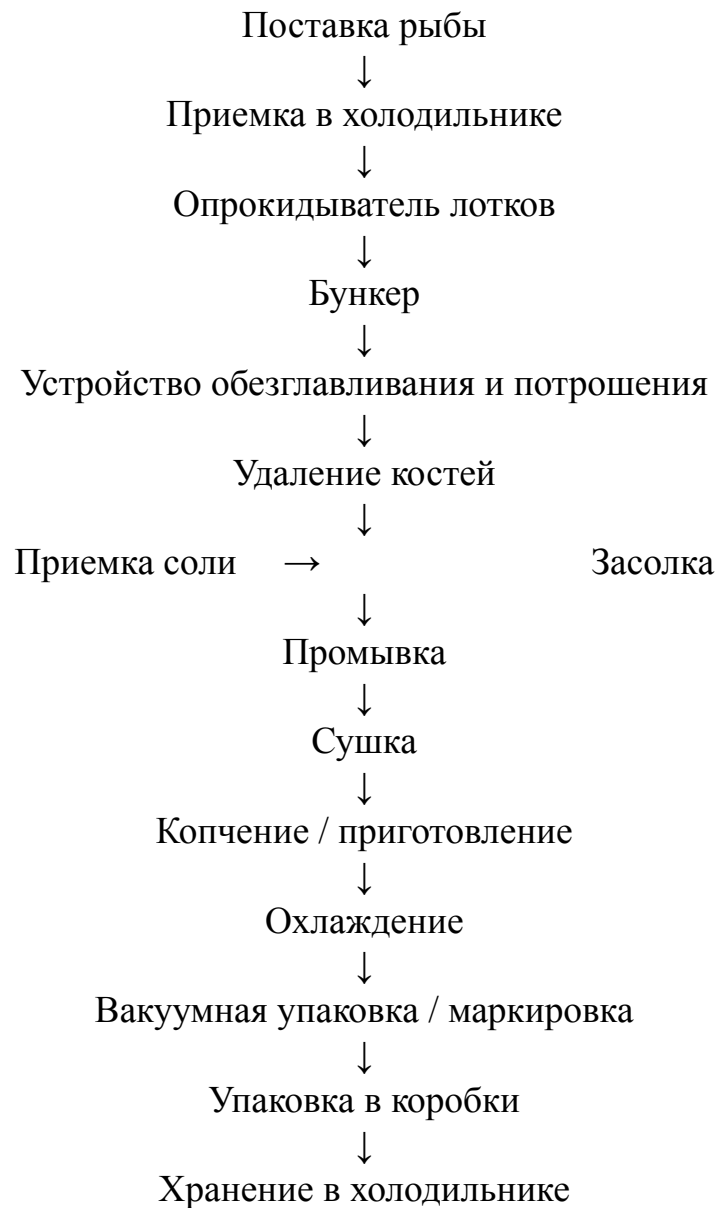 Поставка рыбы
↓
Приемка в холодильнике
↓
Опрокидыватель лотков
↓
Бункер
↓
Устройство обезглавливания и потрошения
↓
Удаление костей
↓
Приемка соли → Засолка
↓
Промывка
↓
Сушка
↓
Копчение / приготовление
↓
Охлаждение
↓
Вакуумная упаковка / маркировка
↓
Упаковка в коробки
↓
Хранение в холодильнике